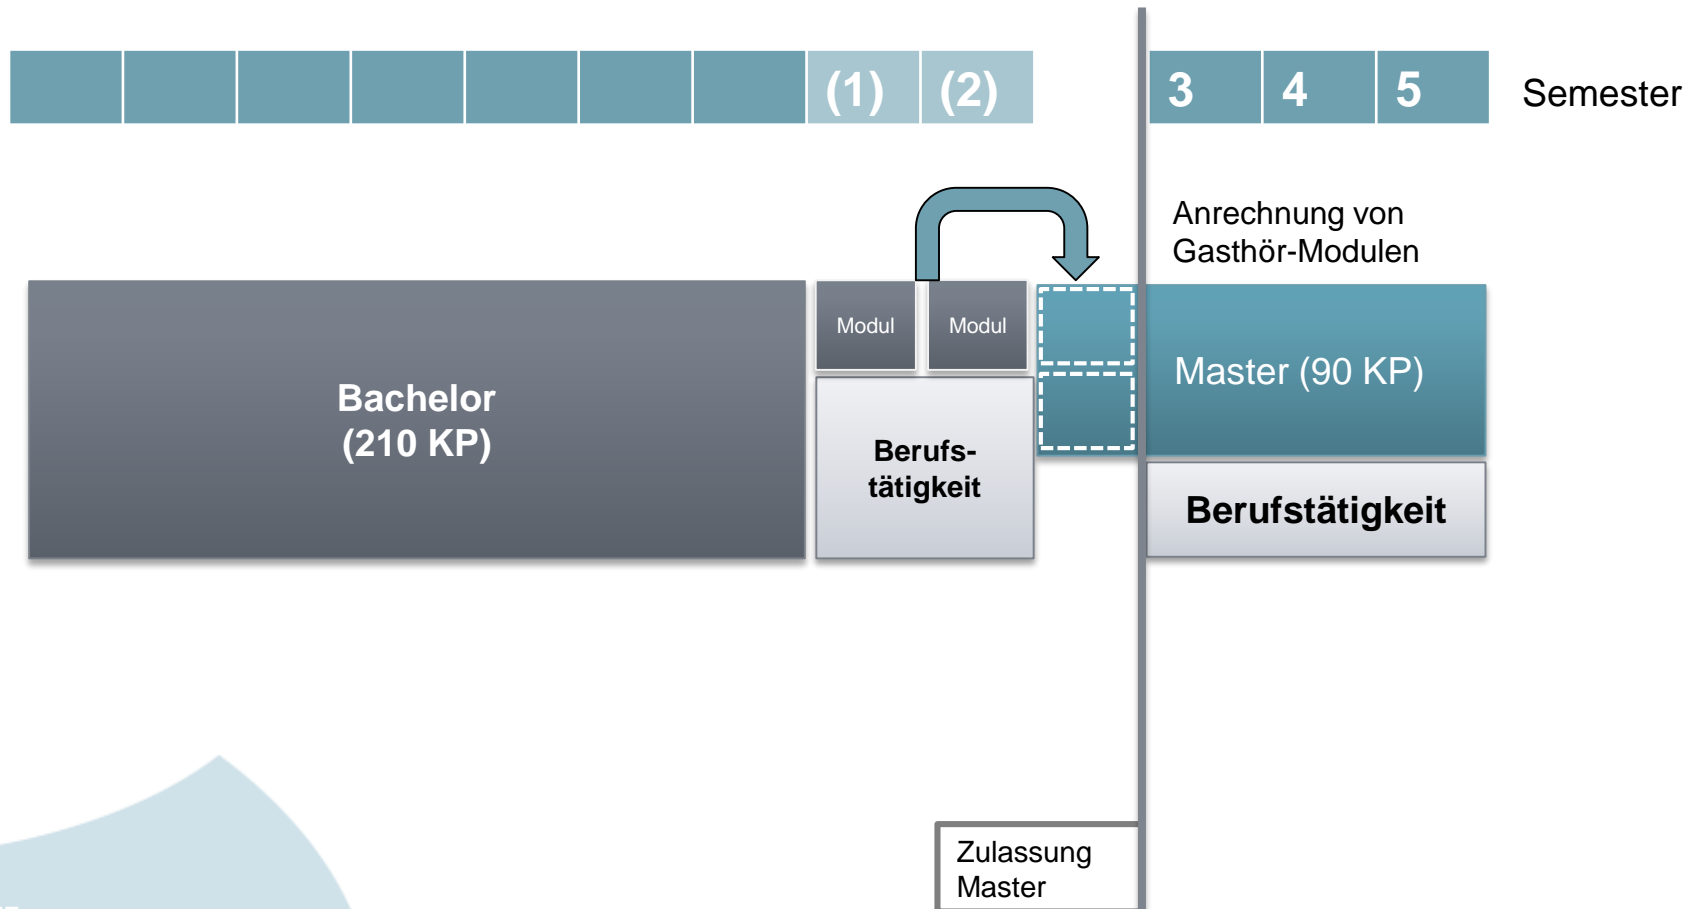 (1) (2) 3 4 5 Semester
Anrechnung von
Gasthör-Modulen
Bachelor
(210 KP)
Modul
Modul
Berufs-
tätigkeit
Master (90 KP)
Berufstätigkeit
Zulassung
Master